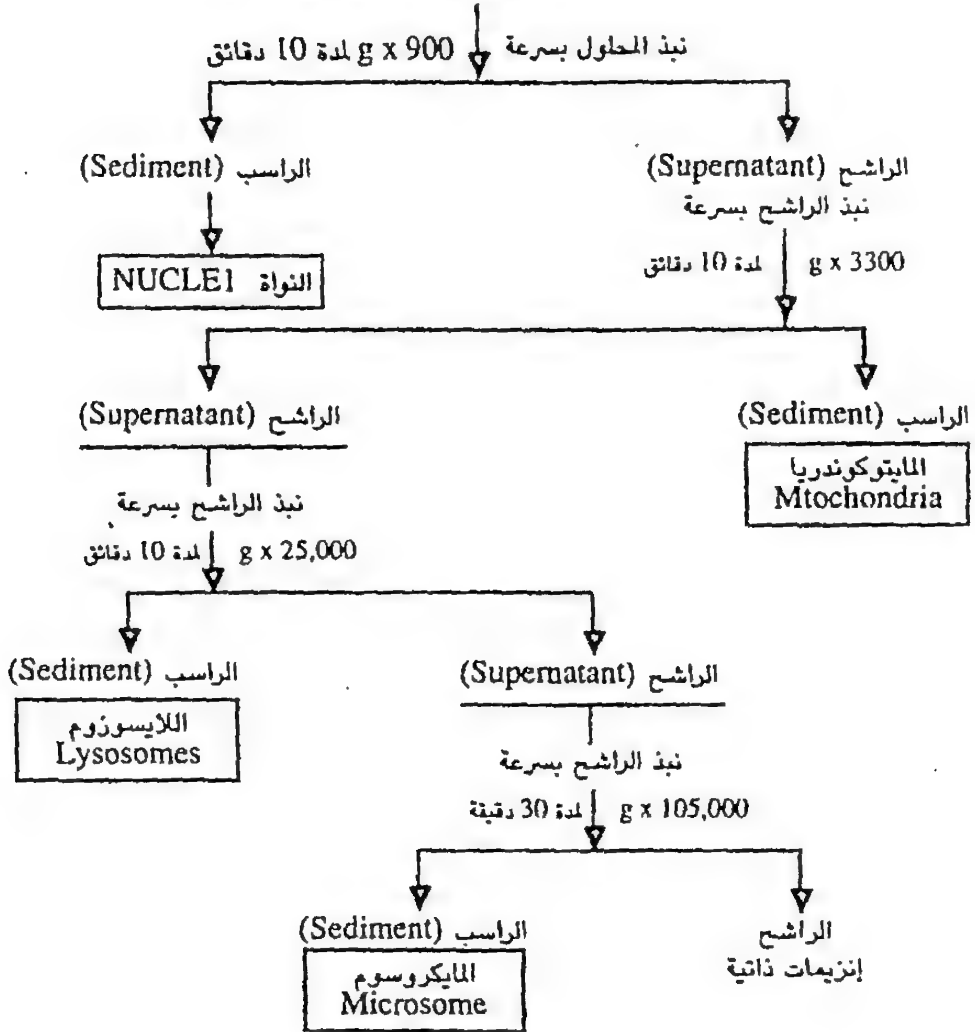 نبذ المحلول بسرعة 900 g x لمدة 10 دقائق
الراشح (Supernatant)
نبذ الراشح بسرعة
g x 3300 لمدة 10 دقائق
الراسب (Sediment)
النواة NUCLE1
الراسب (Sediment)
المايتوكوندريا
Mtochondria
الراشح (Supernatant)
نبذ الراشح بسرعة
g x 25,000 لمدة 10 دقائق
الراشح (Supernatant)
نبذ الراشح بسرعة
g x 105,000 لمدة 30 دقيقة
الراسب (Sediment)
اللايسوزوم
Lysosomes
الراشح
إنزيمات ذاتية
الراسب (Sediment)
المايكروسوم
Microsome